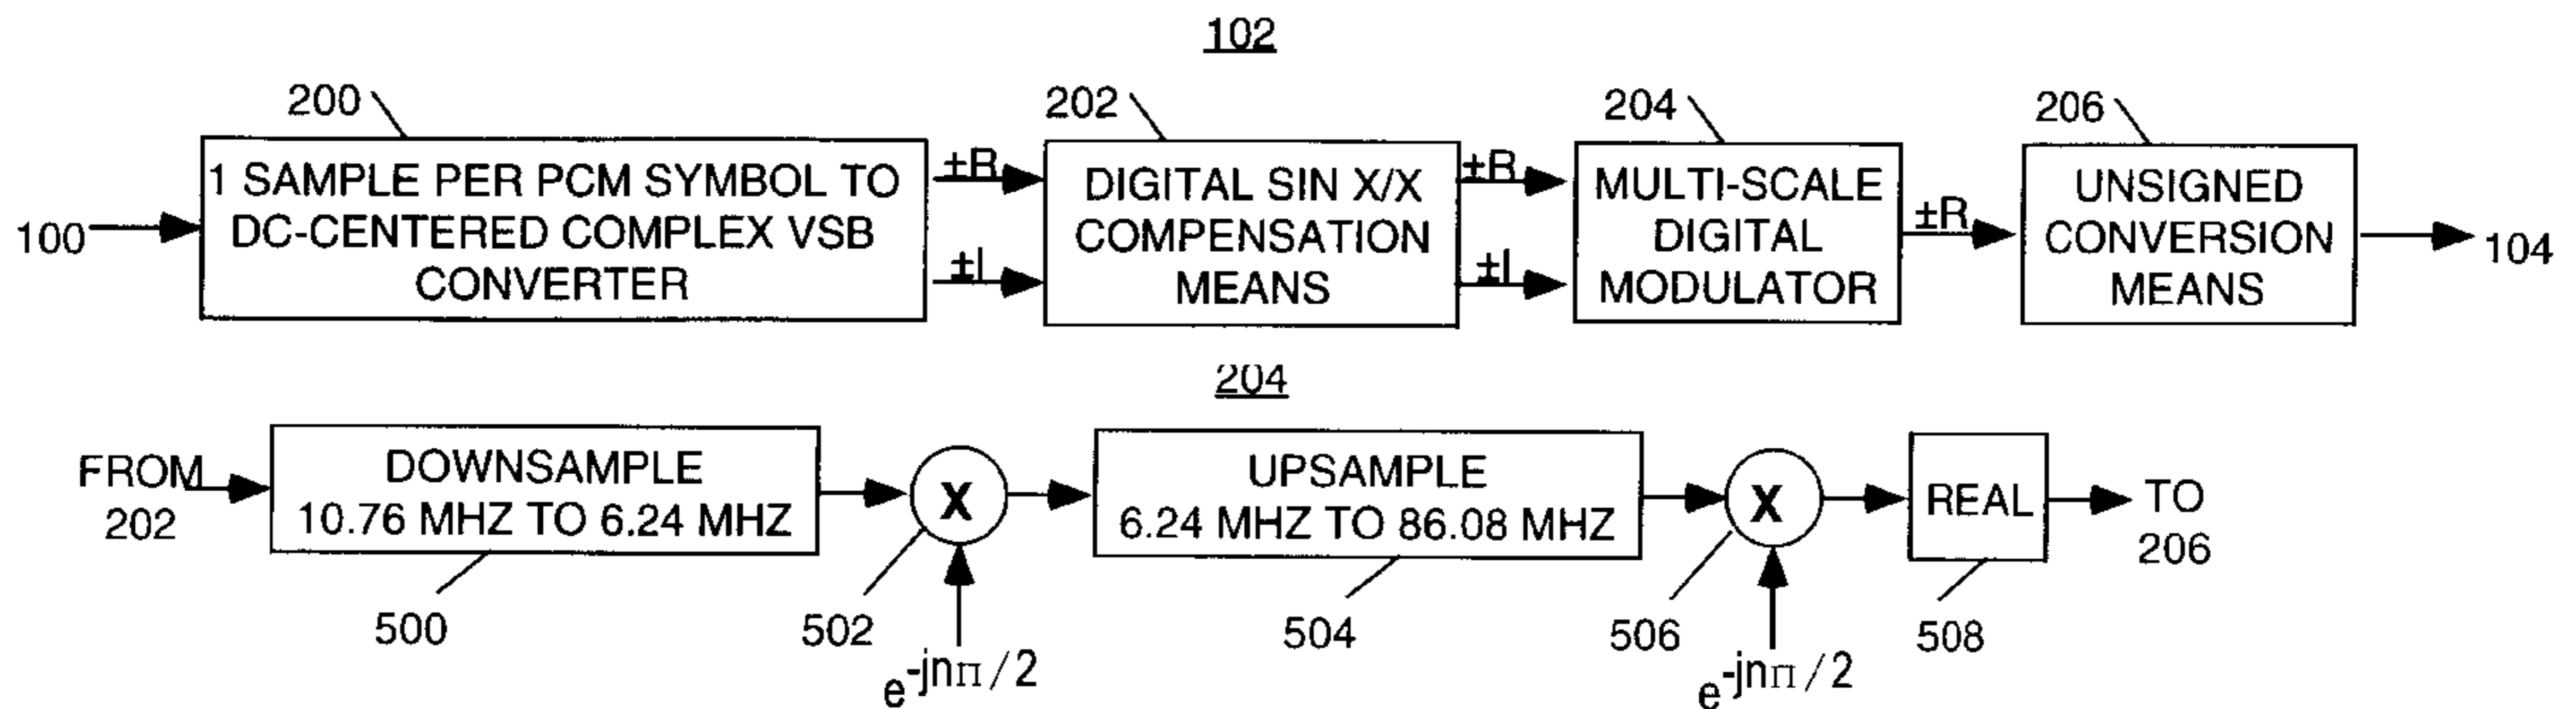 102
200
202
204
206
100
1 SAMPLE PER PCM SYMBOL TO
DC-CENTERED COMPLEX VSB
CONVERTER
±R
±I
DIGITAL SIN X/X
COMPENSATION
MEANS
±R
±I
MULTI-SCALE
DIGITAL
MODULATOR
±R
UNSIGNED
CONVERSION
MEANS
104
204
FROM
202
DOWNSAMPLE
10.76 MHZ TO 6.24 MHZ
X
UPSAMPLE
6.24 MHZ TO 86.08 MHZ
X
REAL
TO
206
500
502
504
506
508
e-jnπ/2
e-jnπ/2